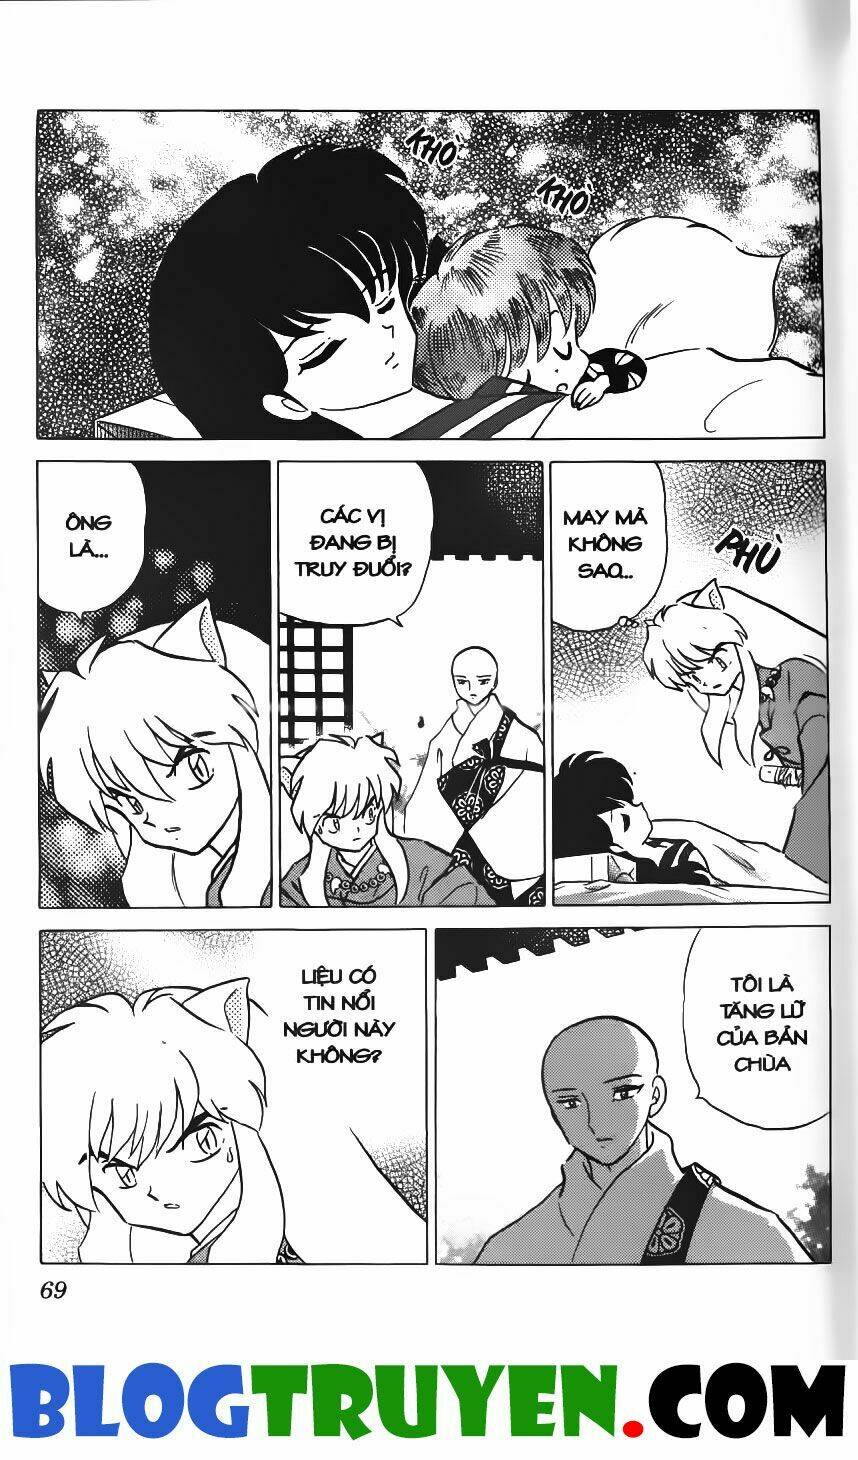 KHÒ
KHÒ
MAY MÀ
KHÔNG
SAO...
PHÙ
CÁC VỊ
ĐANG BỊ
TRUY ĐUỔI?
ÔNG
LÀ...
TÔI LÀ
TĂNG LỮ
CỦA BẢN
CHÙA
LIỆU CÓ
TIN NỔI
NGƯỜI NÀY
KHÔNG?
69
BLOGTRUYEN.COM